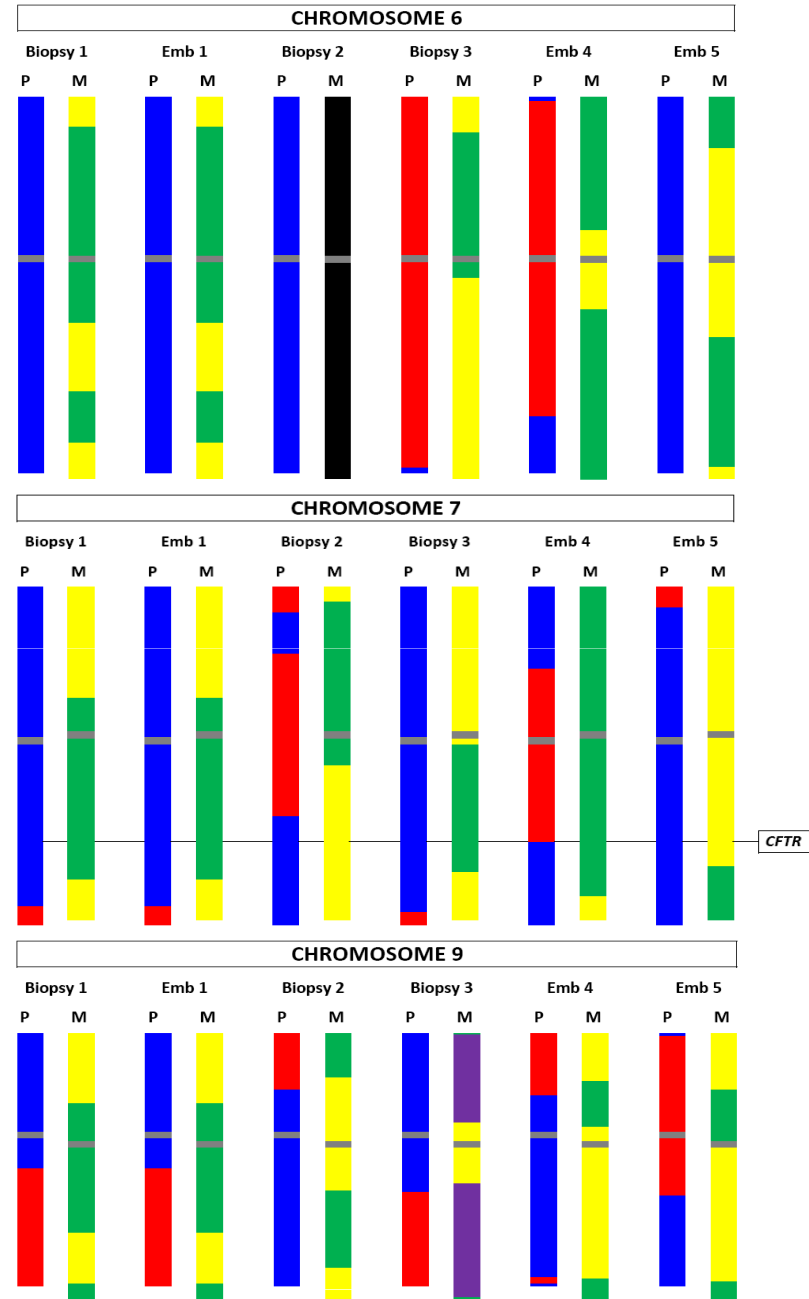 CHROMOSOME 6
Biopsy 1 Emb 1 Biopsy 2 Biopsy 3 Emb 4 Emb 5
P M P M P M P M P M P M
CHROMOSOME 7
Biopsy 1 Emb 1 Biopsy 2 Biopsy 3 Emb 4 Emb 5
P M P M P M P M P M P M
CFTR
CHROMOSOME 9
Biopsy 1 Emb 1 Biopsy 2 Biopsy 3 Emb 4 Emb 5
P M P M P M P M P M P M